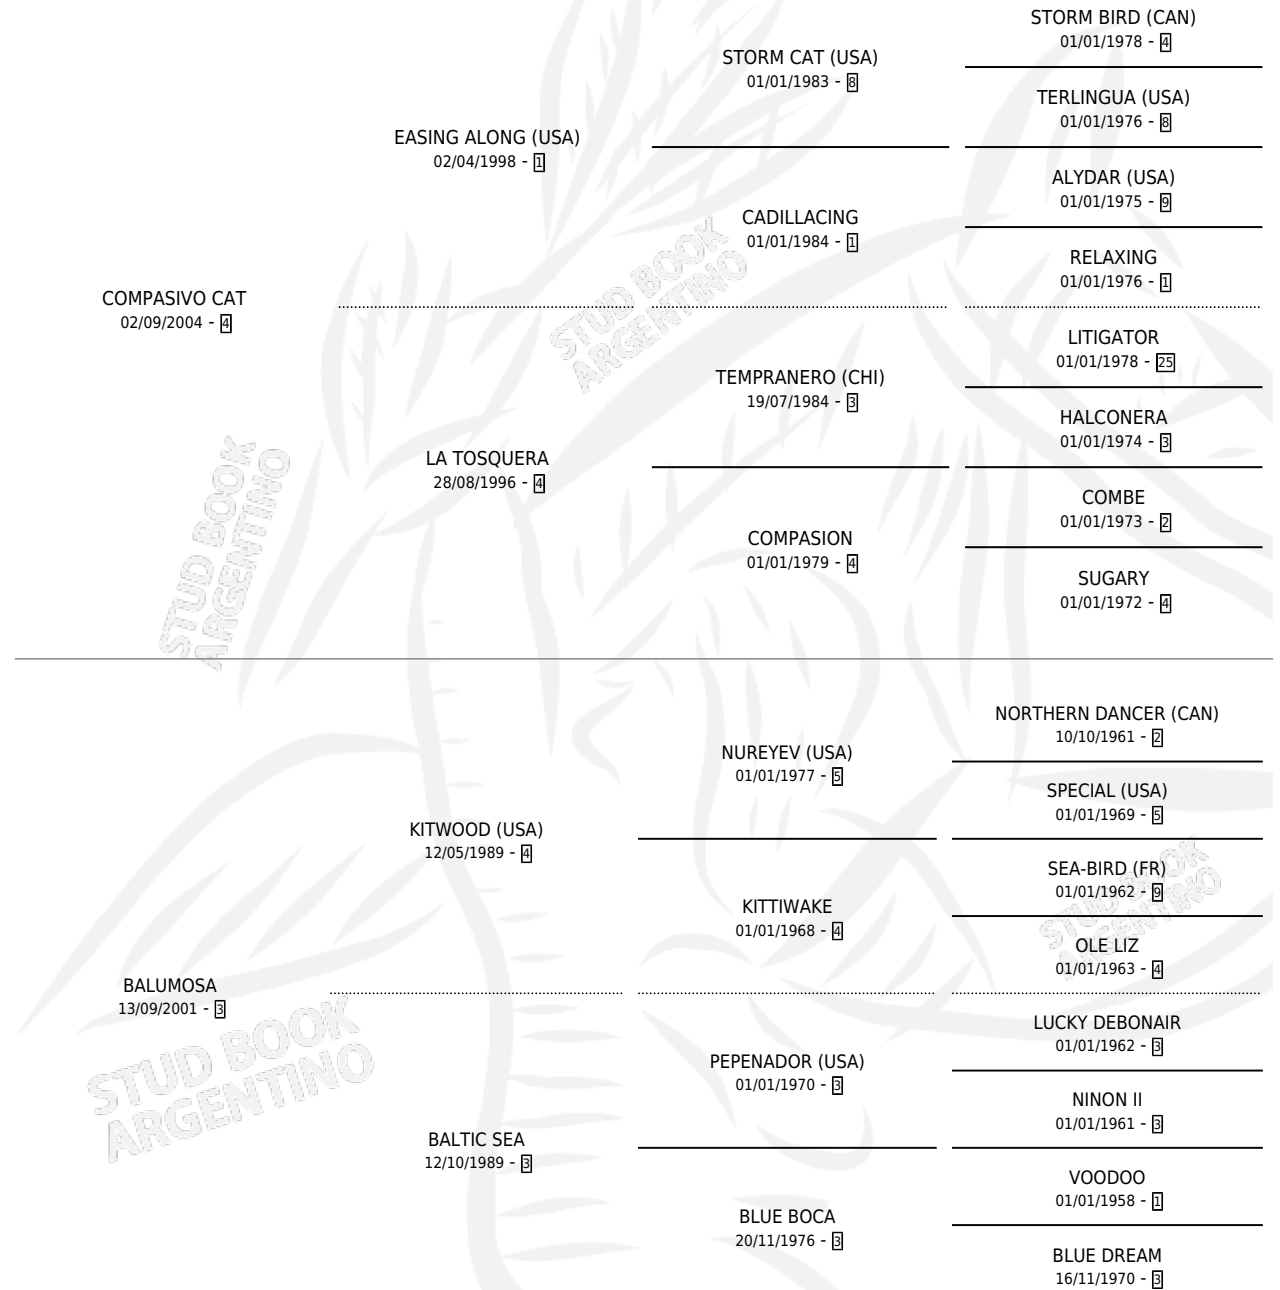 STORM BIRD (CAN)
01/01/1978 - 4
STORM CAT (USA)
01/01/1983 - 8
TERLINGUA (USA)
01/01/1976 - 8
EASING ALONG (USA)
02/04/1998 - 1
ALYDAR (USA)
01/01/1975 - 9
CADILLACING
01/01/1984 - 1
RELAXING
01/01/1976 - 1
COMPASIVO CAT
02/09/2004 - 4
STUD BOOK
ARGENTINO
LITIGATOR
01/01/1978 - 25
TEMPRANERO (CHI)
19/07/1984 - 3
HALCONERA
01/01/1974 - 3
LA TOSQUERA
28/08/1996 - 4
COMBE
01/01/1973 - 2
COMPASION
01/01/1979 - 4
SUGARY
01/01/1972 - 4
STUD BOOK
ARGENTINO
NORTHERN DANCER (CAN)
10/10/1961 - 2
NUREYEV (USA)
01/01/1977 - 5
SPECIAL (USA)
01/01/1969 - 5
KITWOOD (USA)
12/05/1989 - 4
SEA-BIRD (FR)
01/01/1962 - 9
KITTIWAKE
01/01/1968 - 4
STUD BOOK
ARGENTINO
OLE LIZ
01/01/1963 - 4
BALUMOSA
13/09/2001 - 3
STUD BOOK
ARGENTINO
LUCKY DEBONAIR
01/01/1962 - 3
PEPENADOR (USA)
01/01/1970 - 3
NINON II
01/01/1961 - 3
BALTIC SEA
12/10/1989 - 3
VOODOO
01/01/1958 - 1
BLUE BOCA
20/11/1976 - 3
BLUE DREAM
16/11/1970 - 3